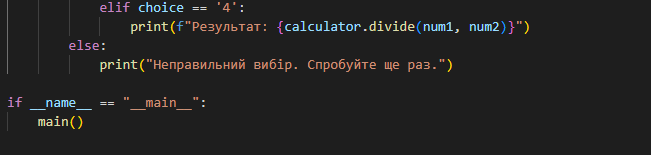 elif choice == '4':
print(f"Результат: {calculator.divide(num1, num2)}")
else:
print("Неправильний вибір. Спробуйте ще раз.")
if __name__ == "__main__":
main()